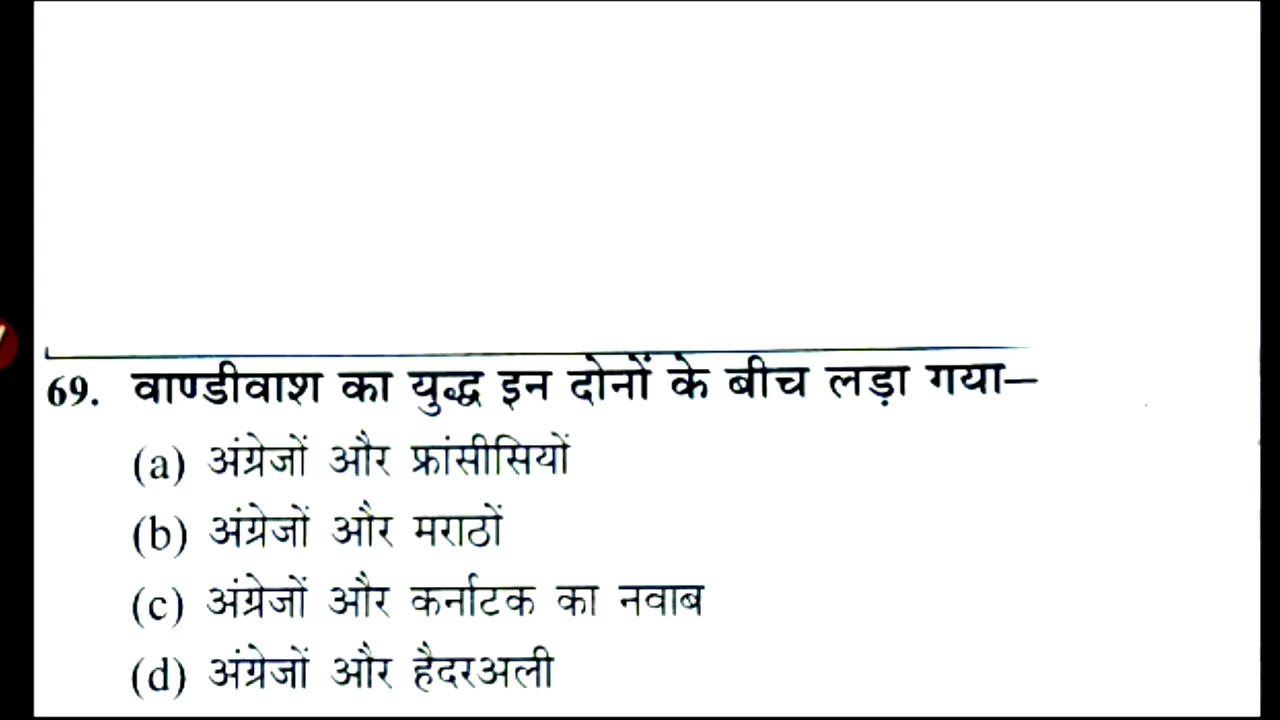 69. वाण्डीवाश का युद्ध इन दोनों के बीच लड़ा गया–
(a) अंग्रेजों और फ्रांसीसियों
(b) अंग्रेजों और मराठों
(c) अंग्रेजों और कर्नाटक का नवाब
(d) अंग्रेजों और हैदरअली